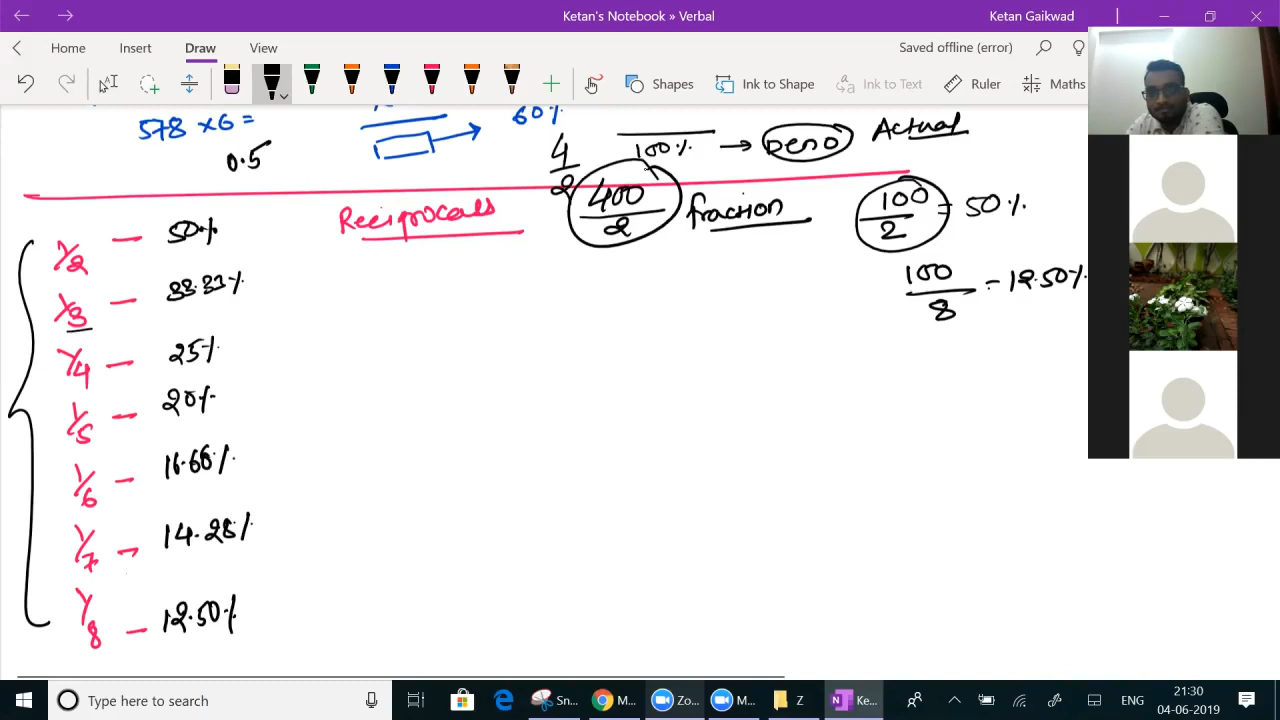 Ketan's Notebook » Verbal
Ketan Gaikwad
Home Insert Draw View
Saved offline (error)
Shapes Ink to Shape Ink to Text Ruler Maths
578 × 6 =
0.5
60%
4/2
100% → Deno Actual
Reciprocals
400/2 fraction
100/2 = 50%
100/8 = 12.50%
1/2 — 50%
1/3 — 33.33%
1/4 — 25%
1/5 — 20%
1/6 — 16.66%
1/7 — 14.28%
1/8 — 12.50%
Type here to search
Sn...
M...
Zo...
M...
Z
Ke...
ENG
21:30
04-06-2019